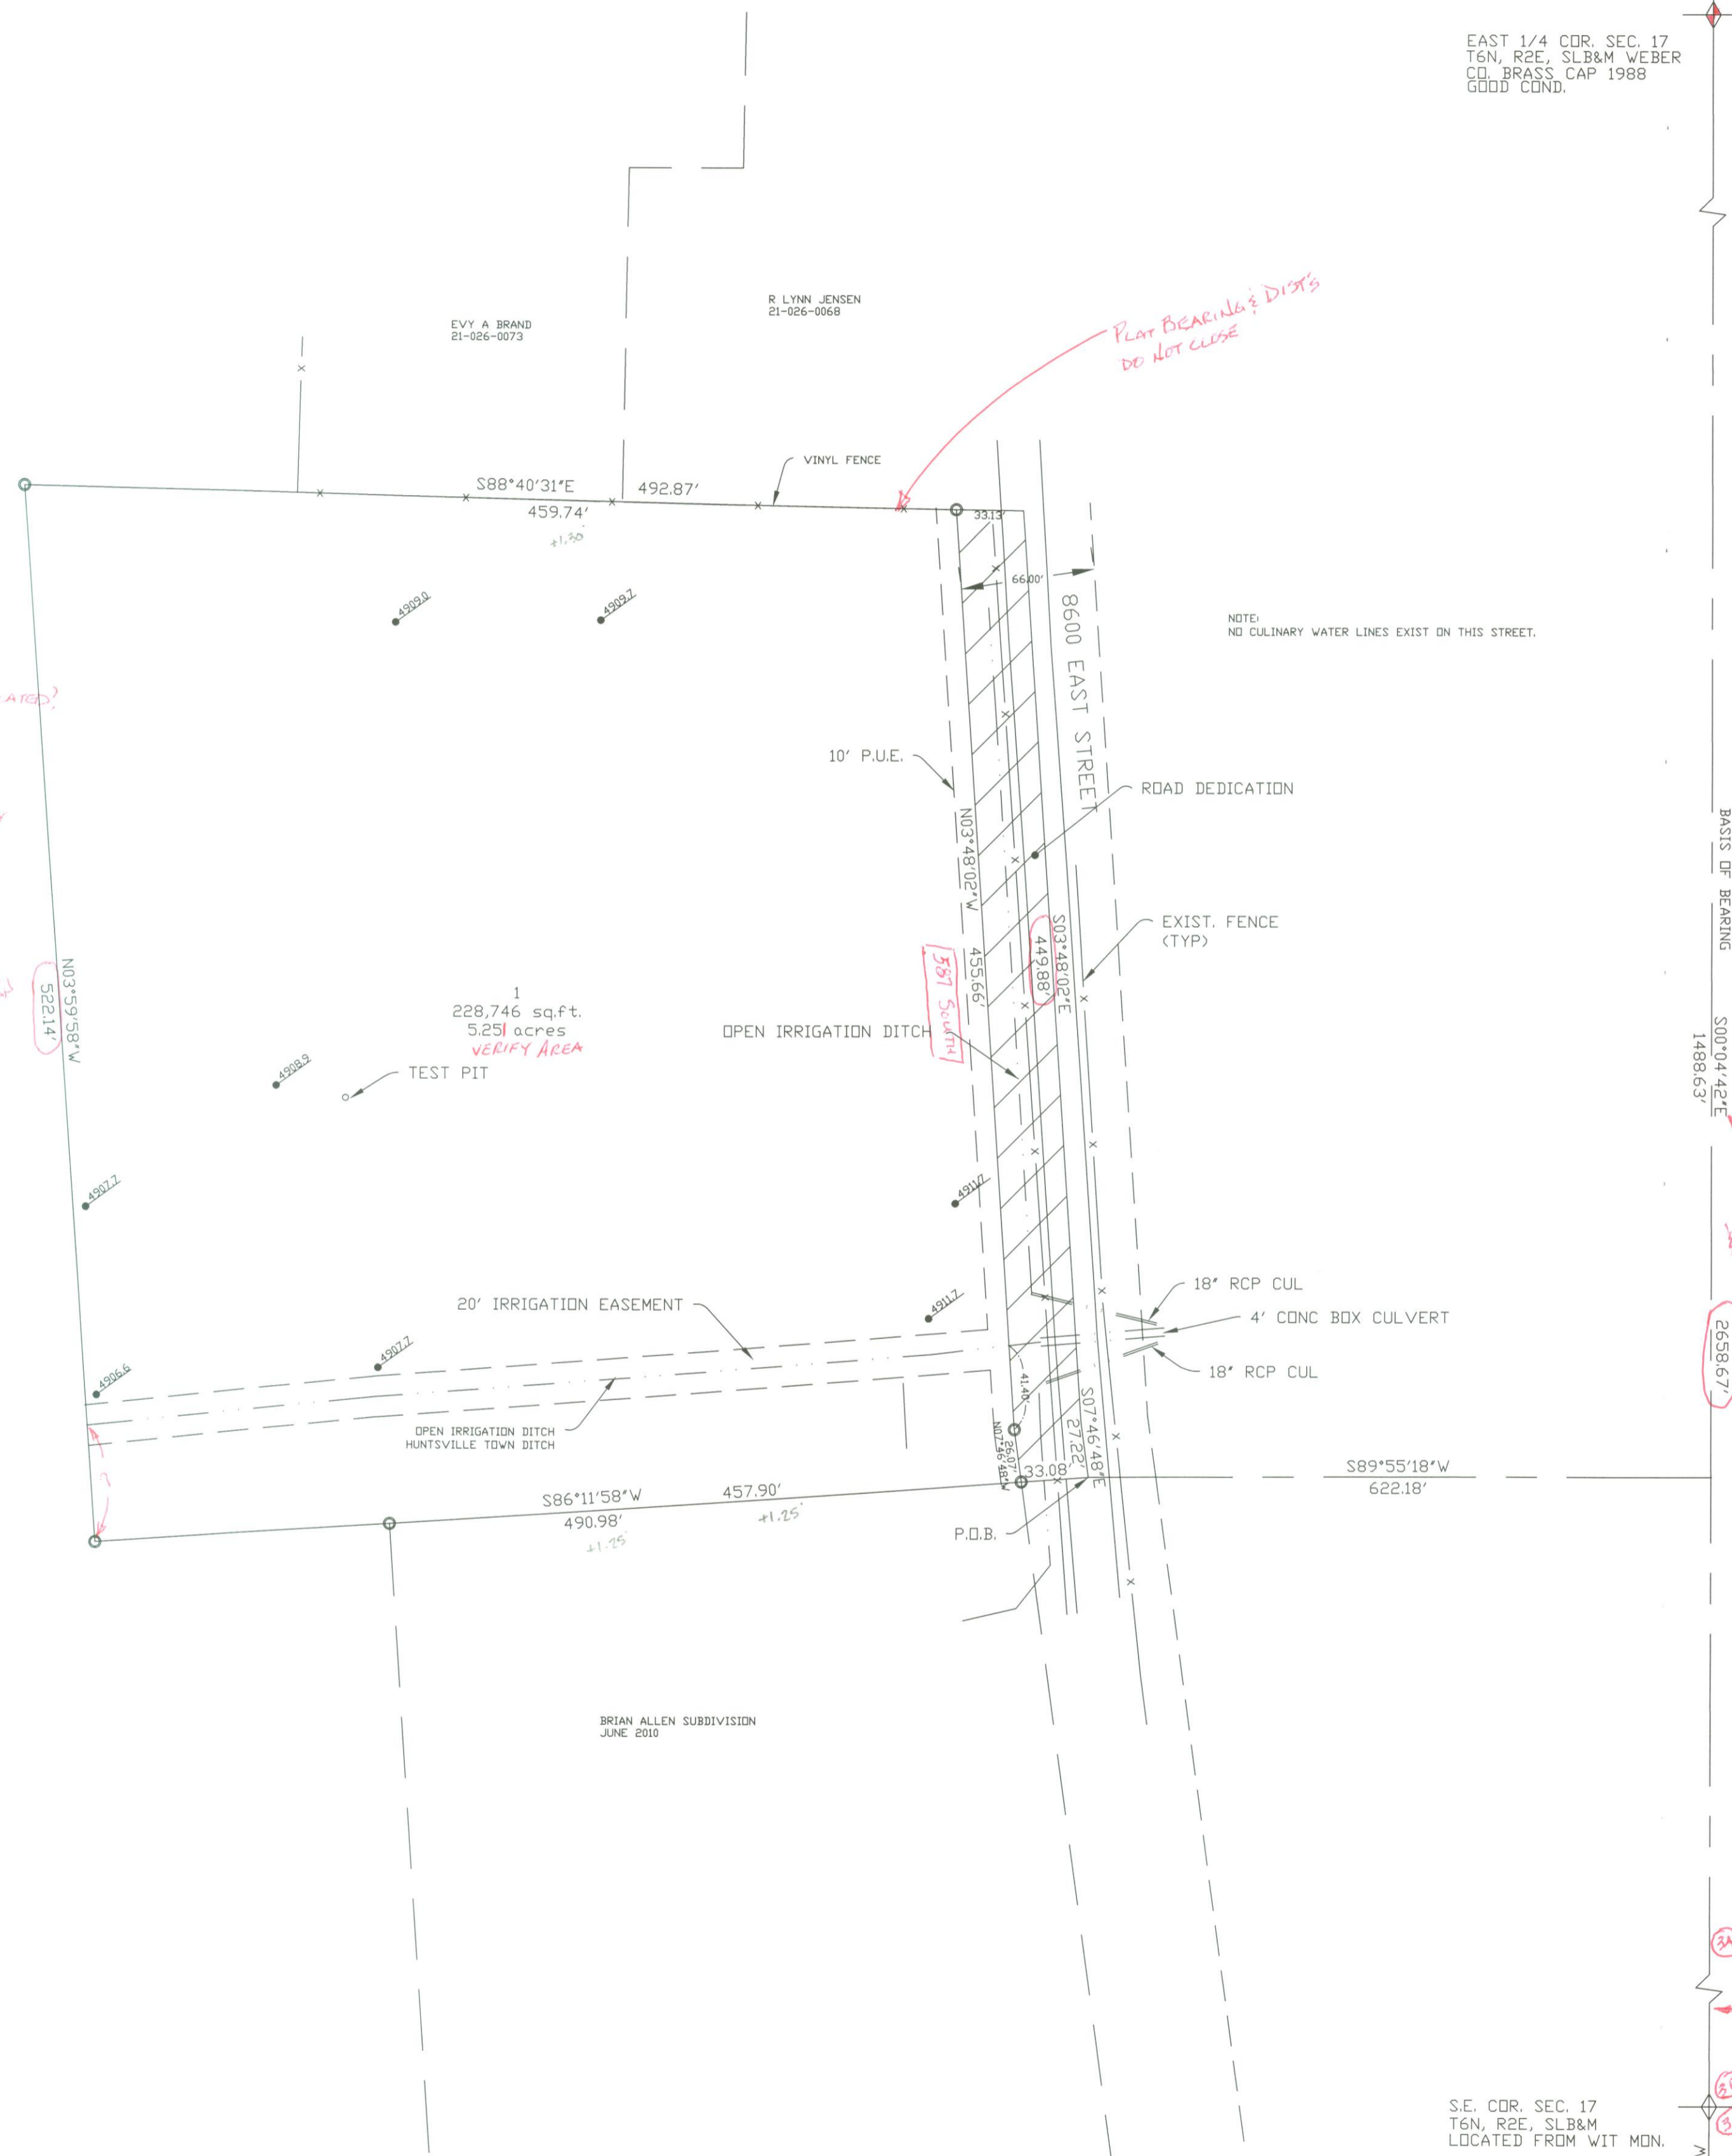 EAST 1/4 COR. SEC. 17
T6N, R2E, SLB&M WEBER
CO. BRASS CAP 1988
GOOD COND.
R LYNN JENSEN
21-026-0068
EVY A BRAND
21-026-0073
PLAT BEARING & DIST'S
DO NOT CLOSE
VINYL FENCE
S88°40'31"E 492.87'
459.74'
+1.30'
33.13'
66.00'
8600 EAST STREET
4909.0
4909.7
NOTE:
NO CULINARY WATER LINES EXIST ON THIS STREET.
ATED?
10' P.U.E.
ROAD DEDICATION
N03°48'02"W 455.66'
S03°48'02"E
449.88'
EXIST. FENCE
(TYP)
BASIS OF BEARING S00°04'42"E
1488.63'
2658.67'
N03°59'58"W
522.14'
587 SOUTH
1
228,746 sq.ft.
5.251 acres
VERIFY AREA
OPEN IRRIGATION DITCH
4908.9
TEST PIT
4907.7
4911.7
20' IRRIGATION EASEMENT
4911.7
18" RCP CUL
4' CONC BOX CULVERT
18" RCP CUL
4907.7
4906.6
41.40'
OPEN IRRIGATION DITCH
HUNTSVILLE TOWN DITCH
?
N07°46'48"W
26.07'
S07°46'48"E
27.22'
33.08'
S89°55'18"W
622.18'
S86°11'58"W 457.90'
490.98' +1.25'
+1.25'
P.O.B.
BRIAN ALLEN SUBDIVISION
JUNE 2010
S.E. COR. SEC. 17
T6N, R2E, SLB&M
LOCATED FROM WIT MON.